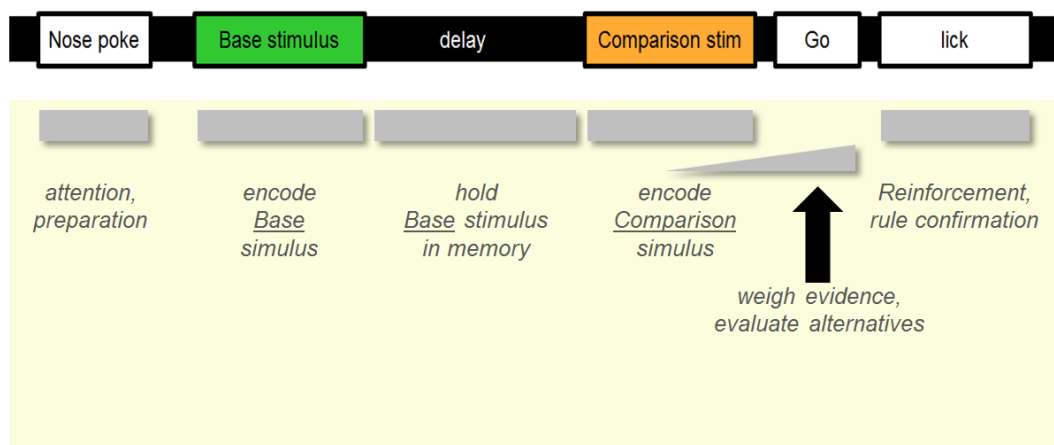 Nose poke
Base stimulus
delay
Comparison stim
Go
lick
attention,
preparation
encode
Base
simulus
hold
Base stimulus
in memory
encode
Comparison
simulus
Reinforcement,
rule confirmation
weigh evidence,
evaluate alternatives